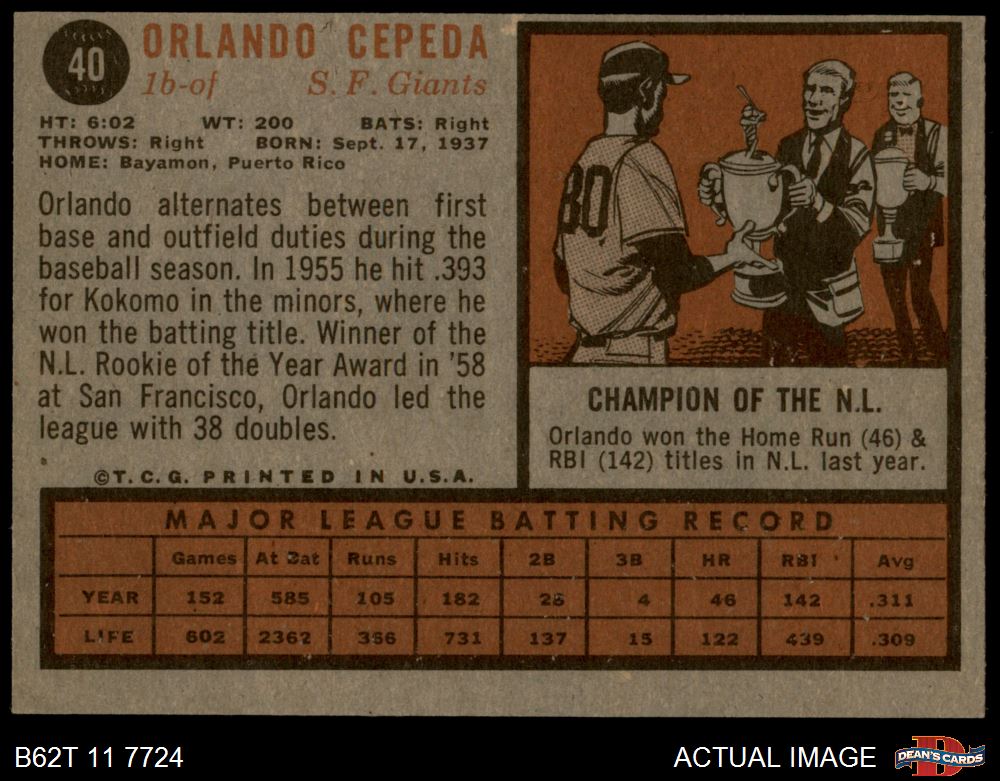 40
ORLANDO CEPEDA
1b-of S. F. Giants
HT: 6:02 WT: 200 BATS: Right
THROWS: Right BORN: Sept. 17, 1937
HOME: Bayamon, Puerto Rico
Orlando alternates between first
base and outfield duties during the
baseball season. In 1955 he hit .393
for Kokomo in the minors, where he
won the batting title. Winner of the
N.L. Rookie of the Year Award in '58
at San Francisco, Orlando led the
league with 38 doubles.
©T.C.G. PRINTED IN U.S.A.
30
CHAMPION OF THE N.L.
Orlando won the Home Run (46) &
RBI (142) titles in N.L. last year.
MAJOR LEAGUE BATTING RECORD
Games At Bat Runs Hits 2B 3B HR RBI Avg
YEAR 152 585 105 182 28 4 46 142 .311
LIFE 602 2362 366 731 137 15 122 439 .309
B62T 11 7724
ACTUAL IMAGE
D
DEAN'S CARDS